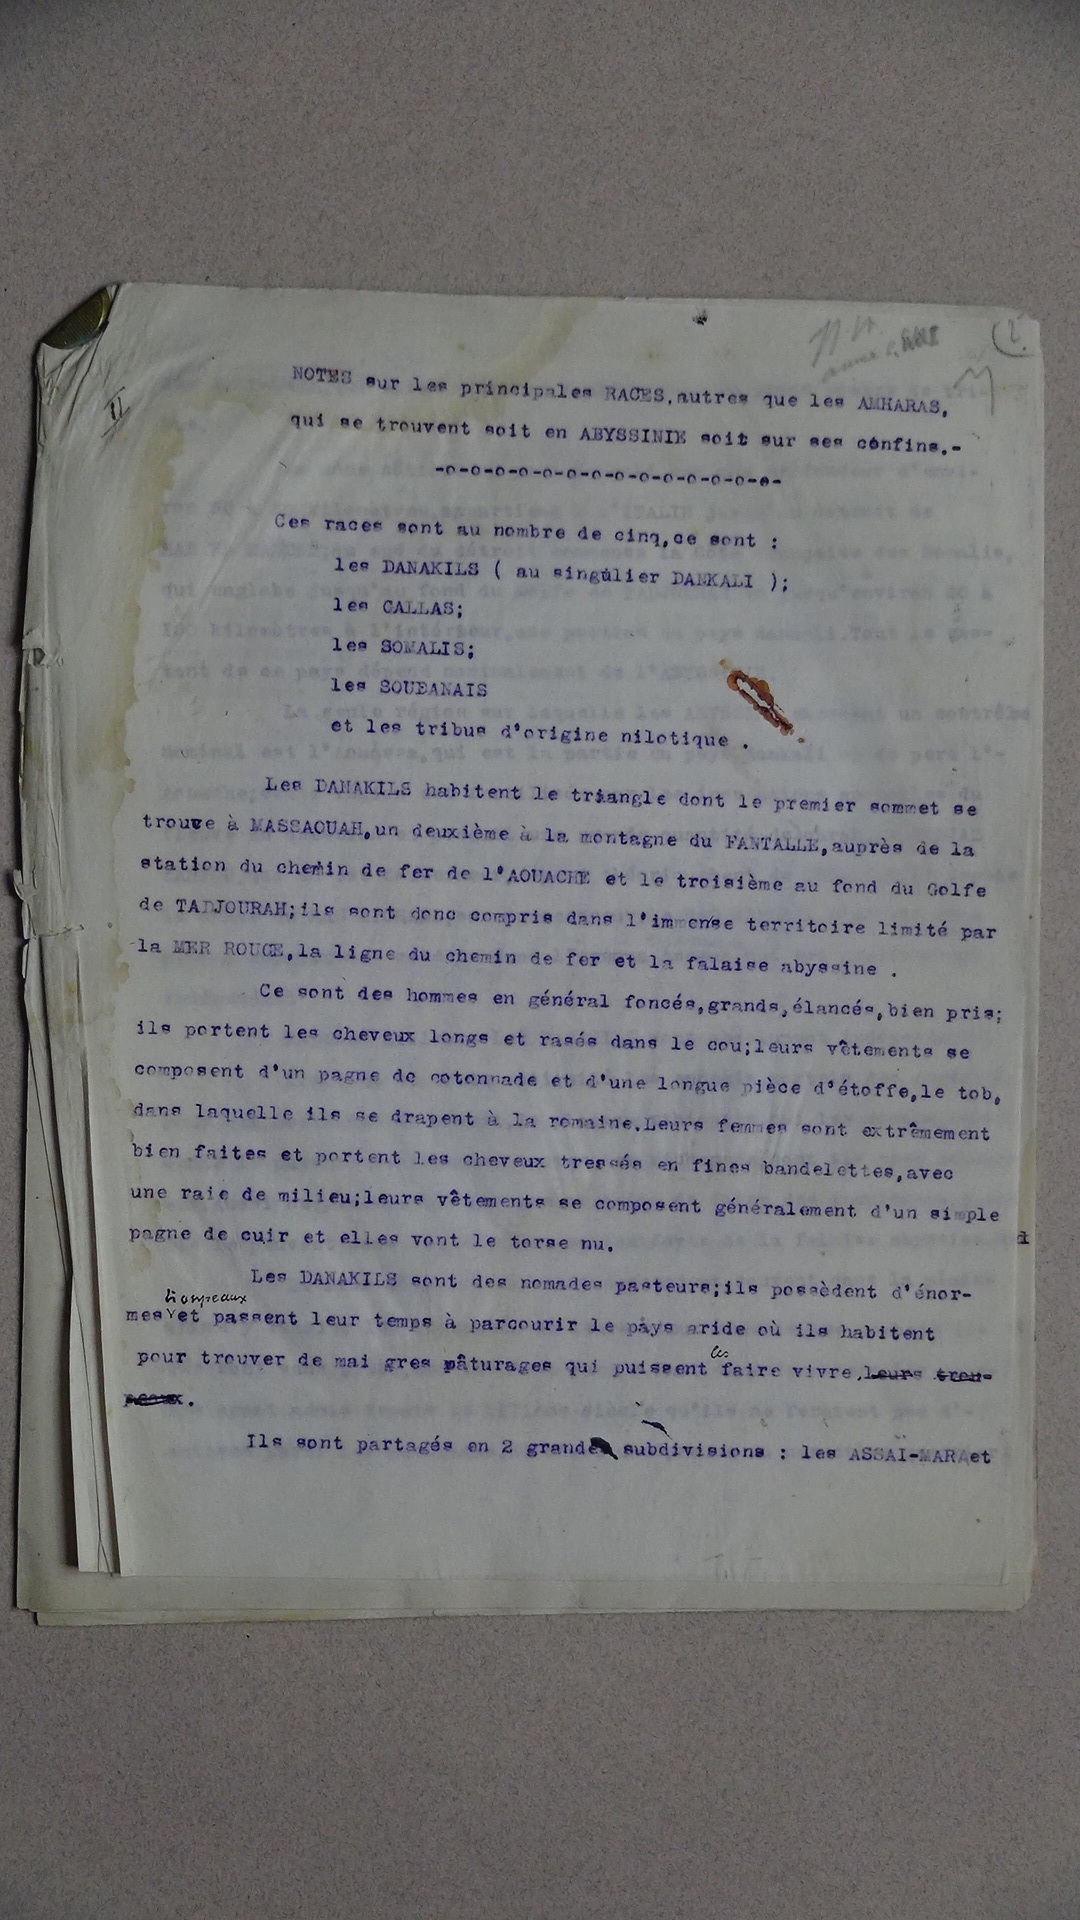 II
NOTES sur les principales RACES,autres que les AMHARAS,
qui se trouvent soit en ABYSSINIE soit sur ses confins.-
-o-o-o-o-o-o-o-o-o-o-o-o-o-o-
Ces races sont au nombre de cinq,ce sont :
les DANAKILS ( au singulier DANKALI );
les GALLAS;
les SOMALIS;
les SOUDANAIS
et les tribus d'origine nilotique .
Les DANAKILS habitent le triangle dont le premier sommet se
trouve à MASSAOUAH,un deuxième à la montagne du FANTALLE,auprès de la
station du chemin de fer de l'AOUACHE et le troisième au fond du Golfe
de TADJOURAH;ils sont donc compris dans l'immense territoire limité par
la MER ROUGE,la ligne du chemin de fer et la falaise abyssine .
Ce sont des hommes en général foncés,grands,élancés,bien pris;
ils portent les cheveux longs et rasés dans le cou;leurs vêtements se
composent d'un pagne de cotonnade et d'une longue pièce d'étoffe,le tob,
dans laquelle ils se drapent à la romaine.Leurs femmes sont extrêmement
bien faites et portent les cheveux tressés en fines bandelettes,avec
une raie de milieu;leurs vêtements se composent généralement d'un simple
pagne de cuir et elles vont le torse nu.
Les DANAKILS sont des nomades pasteurs;ils possèdent d'énor-
troupeaux
mes et passent leur temps à parcourir le pays aride où ils habitent
les
pour trouver de mai gres pâturages qui puissent faire vivre.leurs trou-
peaux.
Ils sont partagés en 2 grandes subdivisions : les ASSAÏ-MARA et